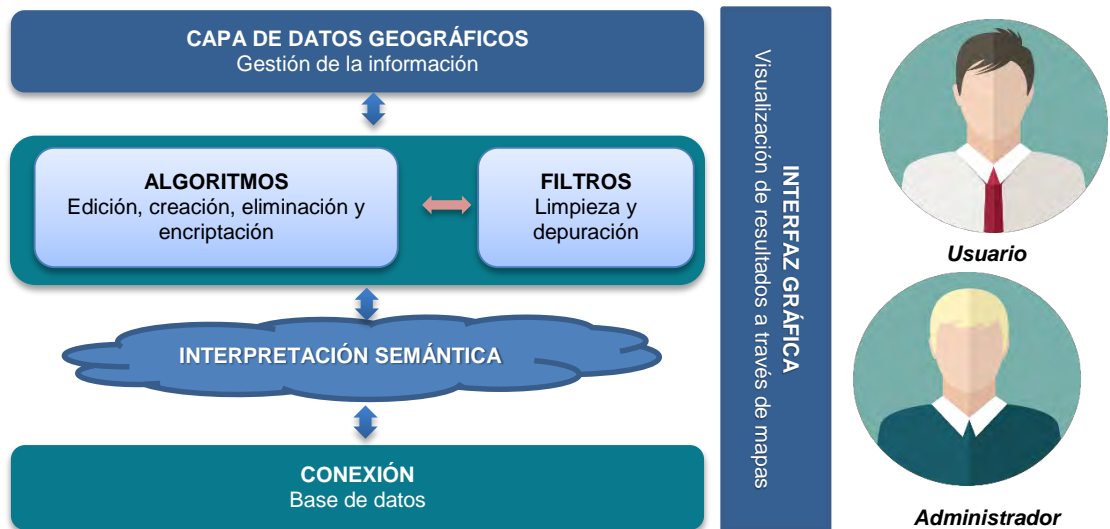 CAPA DE DATOS GEOGRÁFICOS
Gestión de la información
ALGORITMOS
Edición, creación, eliminación y
encriptación
FILTROS
Limpieza y
depuración
INTERPRETACIÓN SEMÁNTICA
CONEXIÓN
Base de datos
INTERFAZ GRÁFICA
Visualización de resultados a través de mapas
Usuario
Administrador